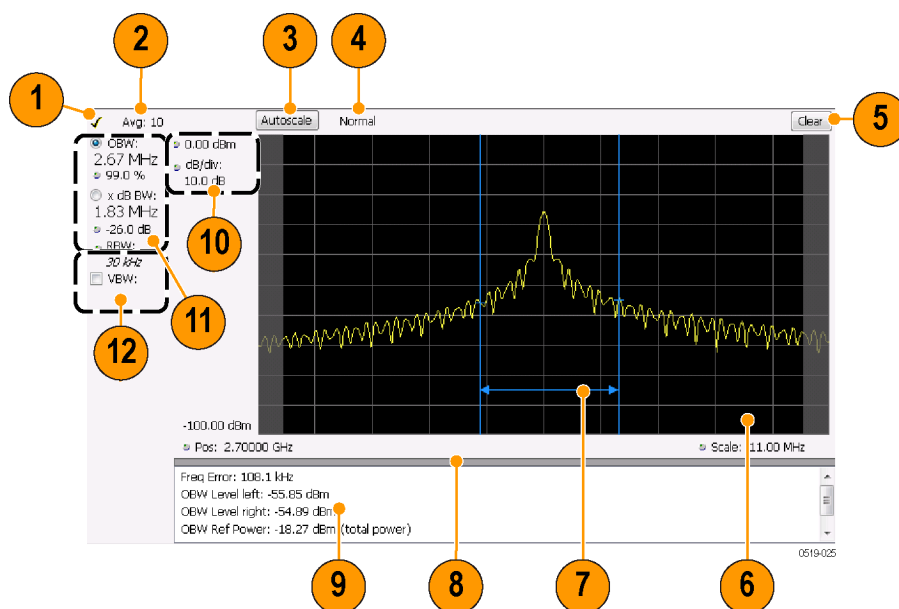 1
2
3
4
5
Avg: 10
Autoscale
Normal
Clear
OBW:
2.67 MHz
99.0 %
x dB BW:
1.83 MHz
-26.0 dB
RBW:
30 kHz
VBW:
0.00 dBm
dB/div:
10.0 dB
10
11
12
-100.00 dBm
Pos: 2.70000 GHz
Scale: 11.00 MHz
Freq Error: 108.1 kHz
OBW Level left: -55.85 dBm
OBW Level right: -54.89 dBm
OBW Ref Power: -18.27 dBm (total power)
0519-025
9
8
7
6